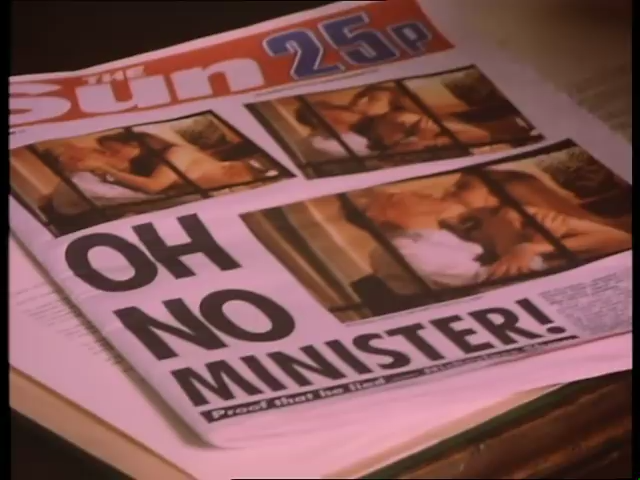 THE
Sun 25p
OH
NO
MINISTER!
Proof that he lied